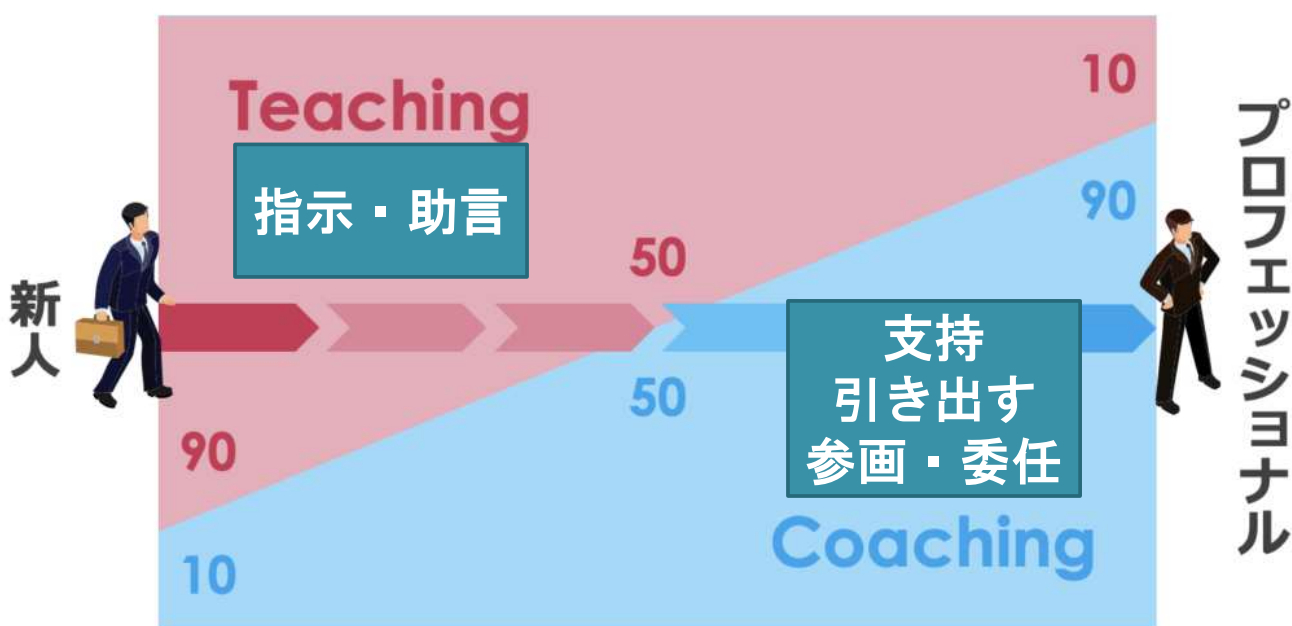 Teaching
指示・助言
10
90
50
新人
プロフェッショナル
支持
引き出す
参画・委任
50
90
10
Coaching